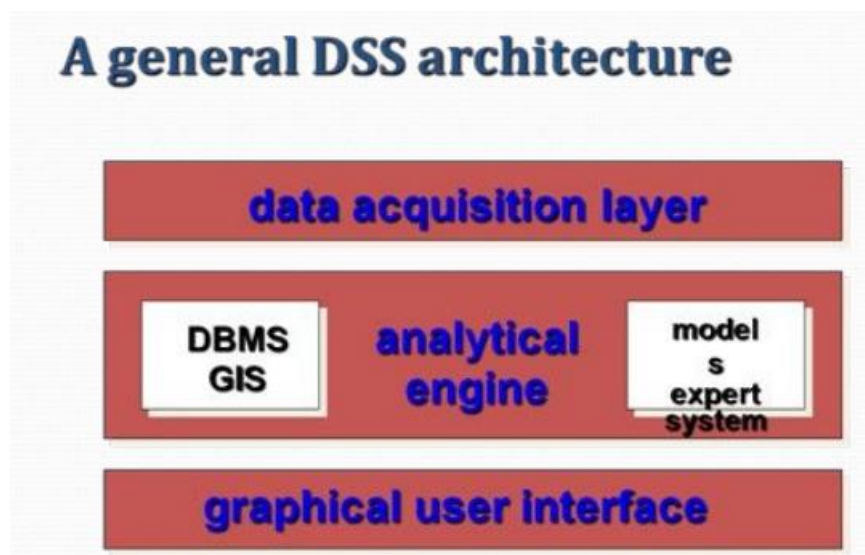 A general DSS architecture
data acquisition layer
DBMS
GIS
analytical
engine
model
s
expert
system
graphical user interface